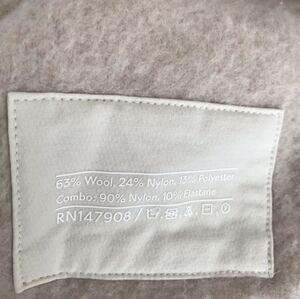 63% Wool, 24% Nylon, 13% Polyester
Combo: 90% Nylon, 10% Elastane
RN147908 /